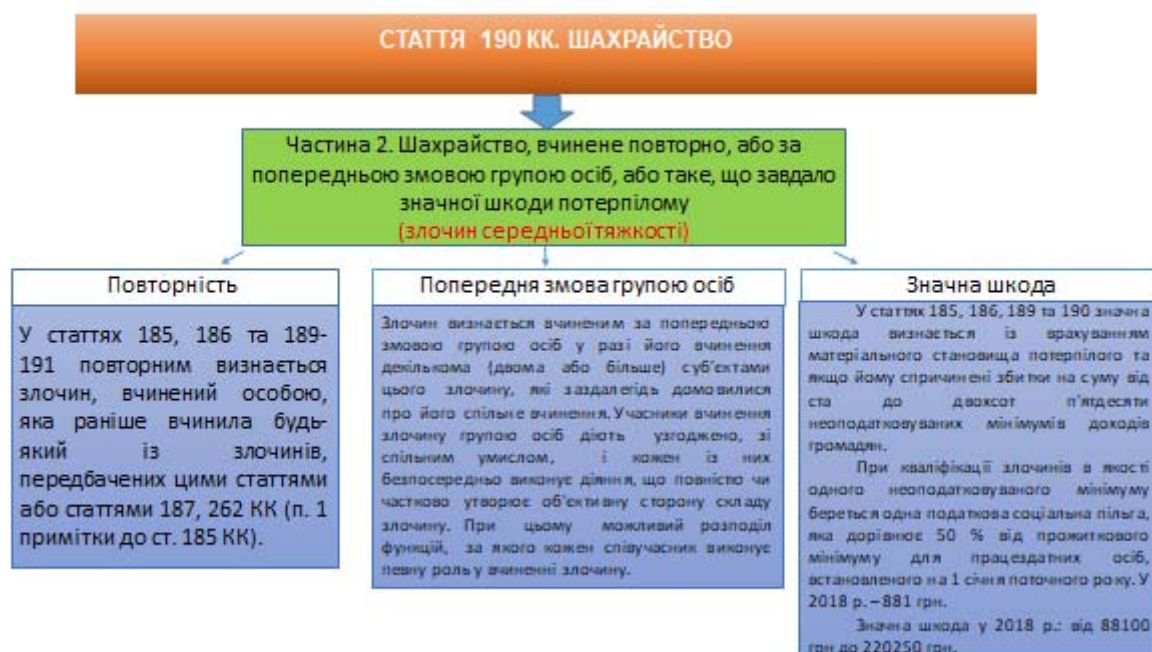 СТАТТЯ 190 КК. ШАХРАЙСТВО
Частина 2. Шахрайство, вчинене повторно, або за
попередньою змовою групою осіб, або таке, що завдало
значної шкоди потерпілому
(злочин середньої тяжкості)
Повторність
У статтях 185, 186 та 189-
191 повторним визнається
злочин, вчинений особою,
яка раніше вчинила будь-
який із злочинів,
передбачених цими статтями
або статтями 187, 262 КК (п. 1
примітки до ст. 185 КК).
Попередня змова групою осіб
Злочин визнається вчиненим за попередньою
змовою групою осіб у разі його вчинення
декількома (двома або більше) суб'єктами
цього злочину, які заздалегідь домовилися
про його спільне вчинення. Учасники вчинення
злочину групою осіб діють узгоджено, зі
спільним умислом, і кожен із них
безпосередньо виконує діяння, що повністю чи
частково утворює об'єктивну сторону складу
злочину. При цьому можливий розподіл
функцій, за якого кожен співучасник виконує
певну роль у вчиненні злочину.
Значна шкода
У статтях 185, 186, 189 та 190 значна
шкода визнається із врахуванням
матеріального становища потерпілого та
якщо йому спричинені збитки на суму від
ста до двохсот п'ятдесяти
неоподатковуваних мінімумів доходів
громадян.
При кваліфікації злочинів в якості
одного неоподатковуваного мінімуму
береться одна податкова соціальна пільга,
яка дорівнює 50 % від прожиткового
мінімуму для працездатних осіб,
встановленого на 1 січня поточного року. У
2018 р. – 881 грн.
Значна шкода у 2018 р.: від 88100
грн до 220250 грн.